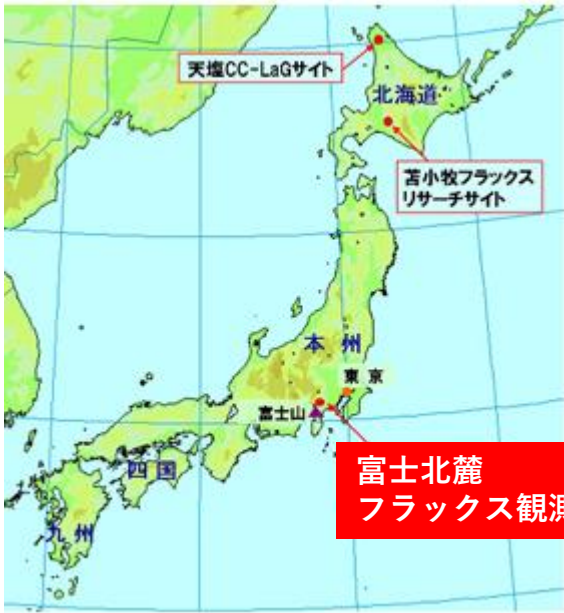 天塩CC-LaGサイト
北海道
苫小牧フラックス
リサーチサイト
本州
東京
富士山
富士北麓
フラックス観測
四国
九州